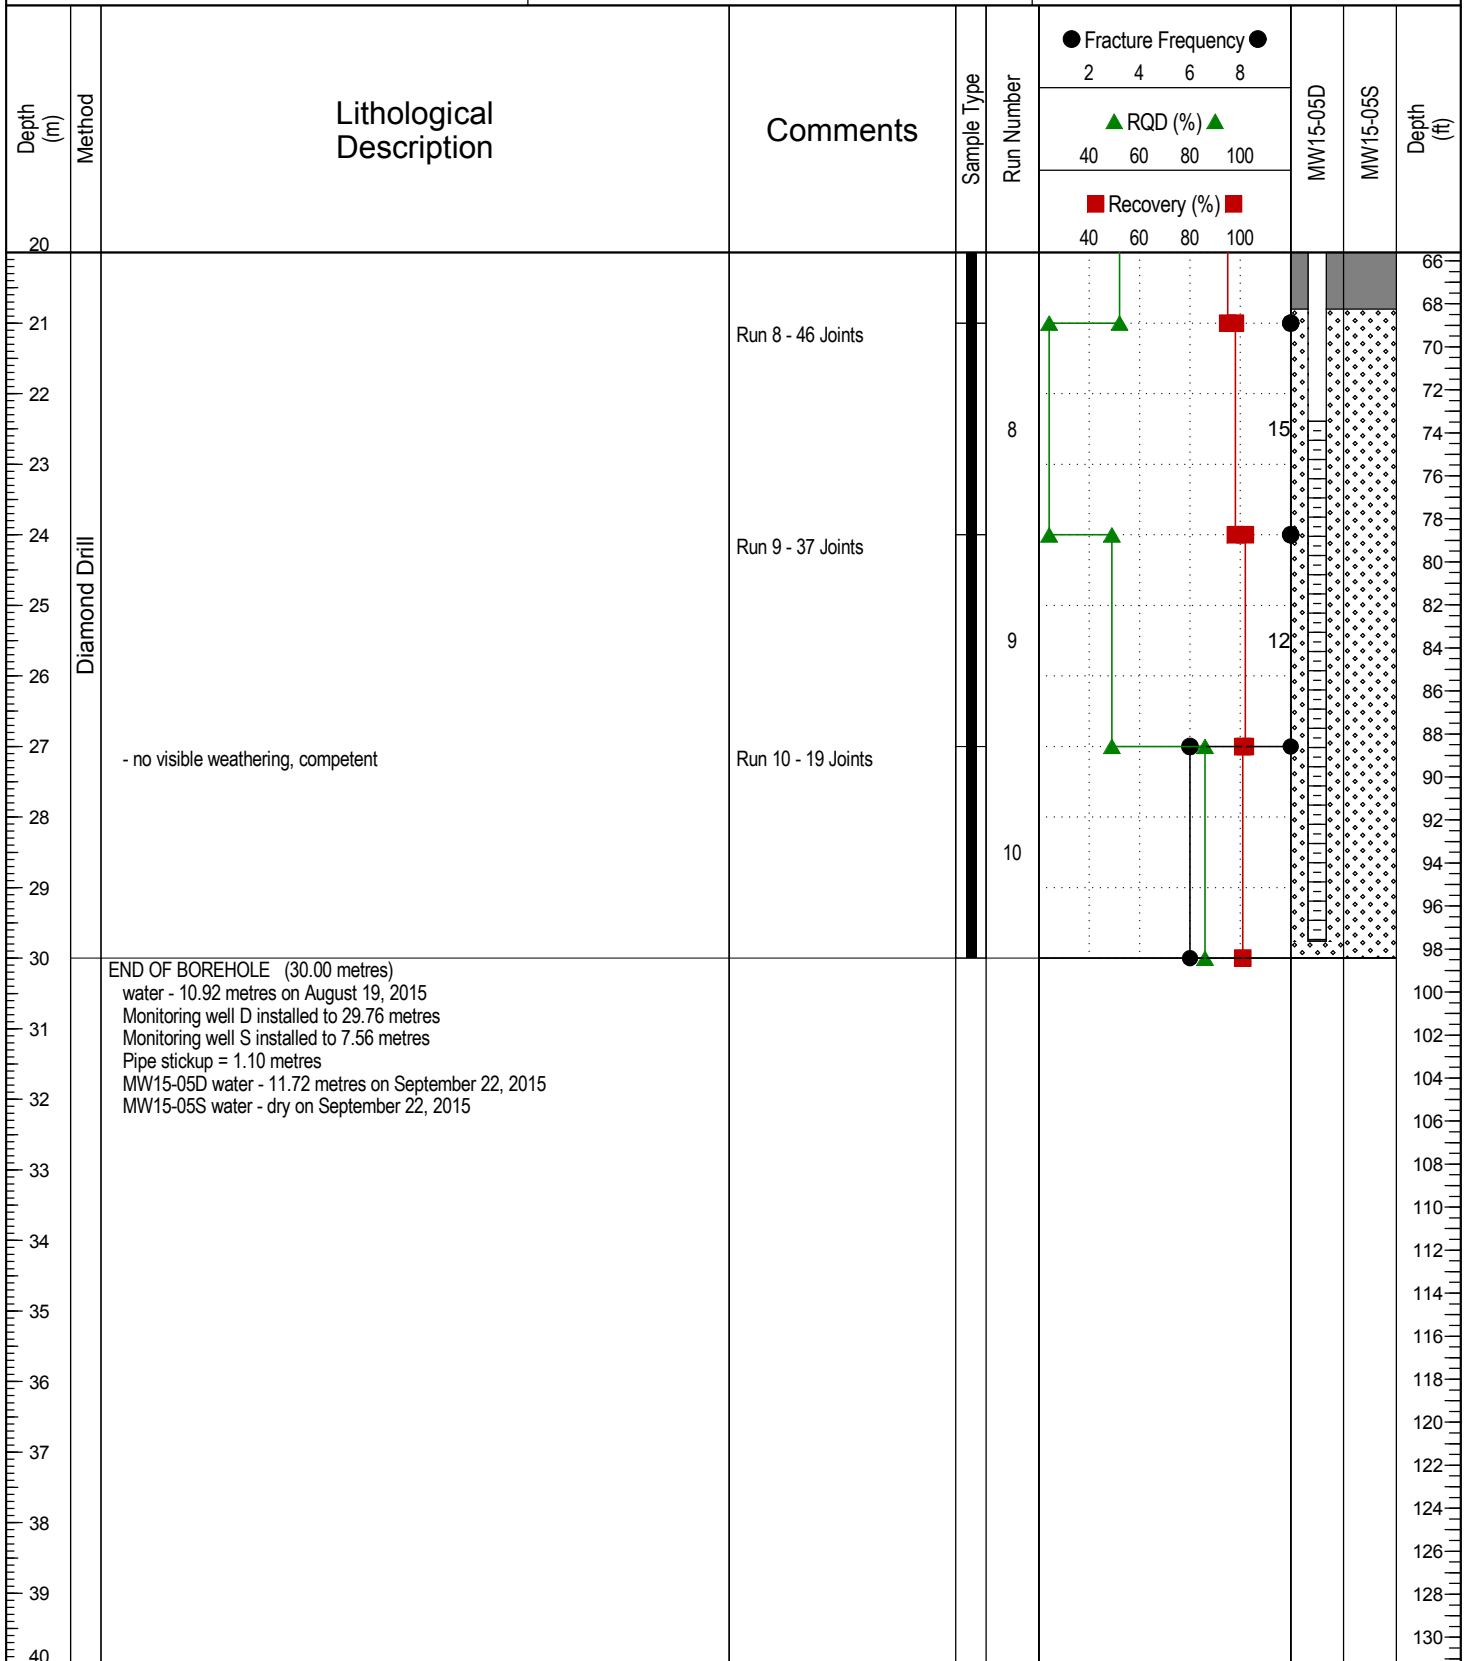 Depth
(m)
Method
Lithological
Description
Comments
Sample Type
Run Number
Fracture Frequency
2 4 6 8
RQD (%)
40 60 80 100
Recovery (%)
40 60 80 100
MW15-05D
MW15-05S
Depth
(ft)
20
66
68
21
Run 8 - 46 Joints
70
22
72
8
15
74
23
76
78
24
Run 9 - 37 Joints
80
Diamond Drill
25
82
9
12
84
26
86
88
27
- no visible weathering, competent
Run 10 - 19 Joints
90
28
92
10
94
29
96
98
30
END OF BOREHOLE (30.00 metres)
water - 10.92 metres on August 19, 2015
100
Monitoring well D installed to 29.76 metres
31
Monitoring well S installed to 7.56 metres
102
Pipe stickup = 1.10 metres
MW15-05D water - 11.72 metres on September 22, 2015
104
32
MW15-05S water - dry on September 22, 2015
106
33
108
110
34
112
114
35
116
36
118
120
37
122
124
38
126
39
128
130
40